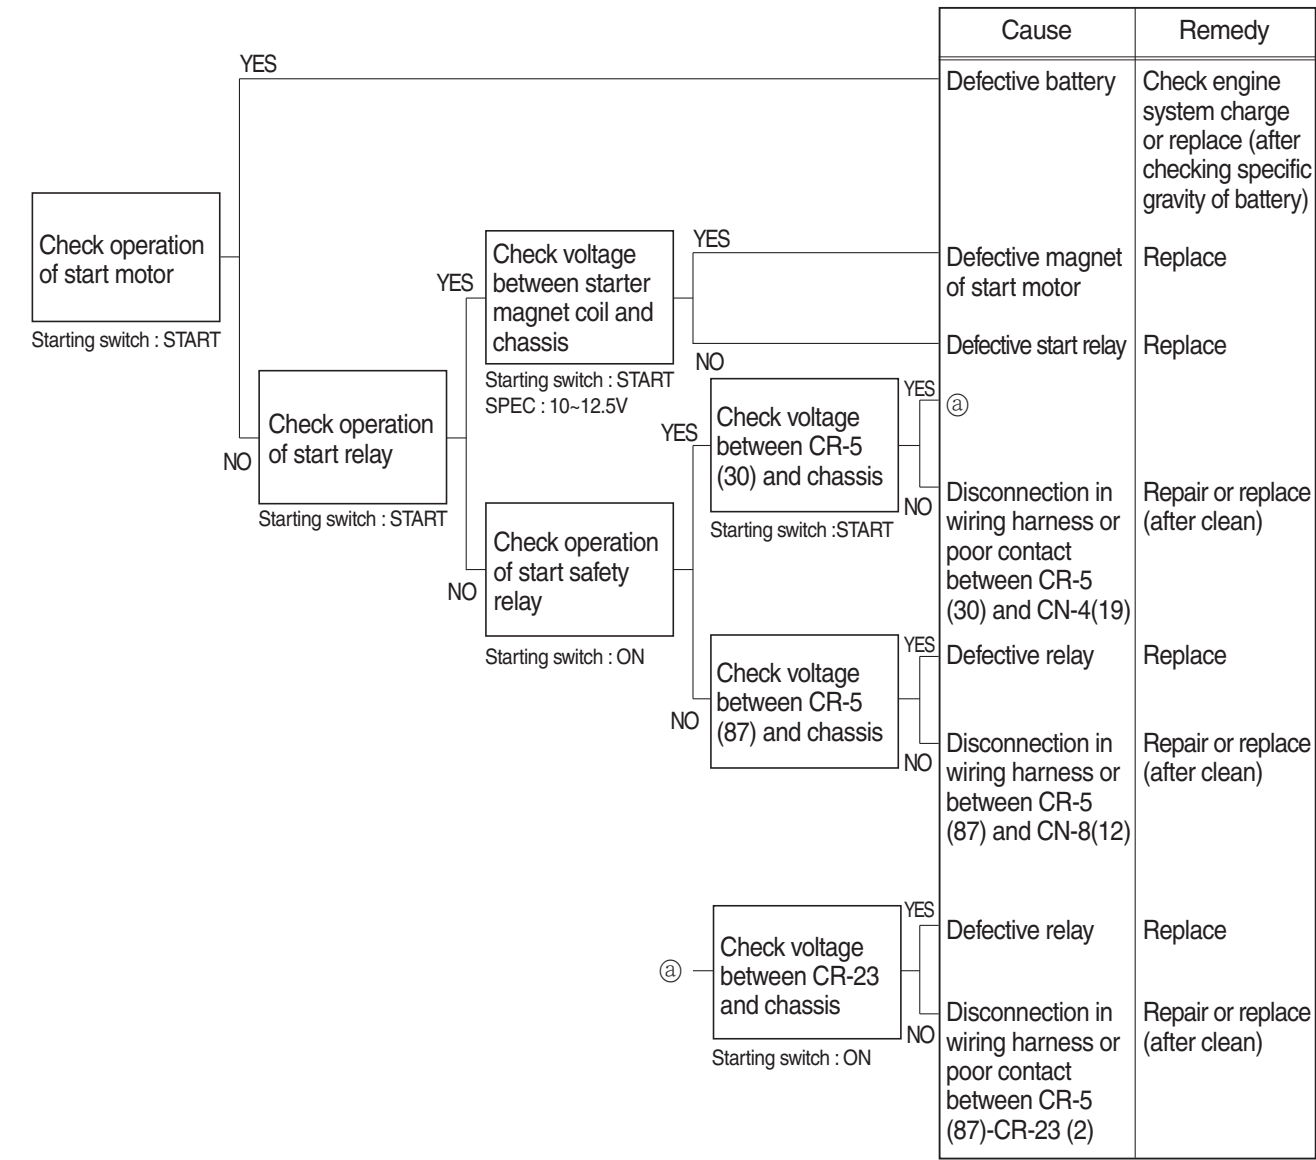 Cause
Remedy
YES
Defective battery
Check engine
system charge
or replace (after
checking specific
gravity of battery)
Check operation
of start motor
Starting switch : START
YES
Check voltage
between starter
magnet coil and
chassis
Starting switch : START
SPEC : 10~12.5V
YES
Defective magnet
of start motor
Replace
NO
Defective start relay
Replace
NO
Check operation
of start relay
Starting switch : START
YES
Check voltage
between CR-5
(30) and chassis
Starting switch :START
YES
ⓐ
NO
Disconnection in
wiring harness or
poor contact
between CR-5
(30) and CN-4(19)
Repair or replace
(after clean)
NO
Check operation
of start safety
relay
Starting switch : ON
NO
Check voltage
between CR-5
(87) and chassis
YES
Defective relay
Replace
NO
Disconnection in
wiring harness or
between CR-5
(87) and CN-8(12)
Repair or replace
(after clean)
ⓐ
Check voltage
between CR-23
and chassis
Starting switch : ON
YES
Defective relay
Replace
NO
Disconnection in
wiring harness or
poor contact
between CR-5
(87)-CR-23 (2)
Repair or replace
(after clean)